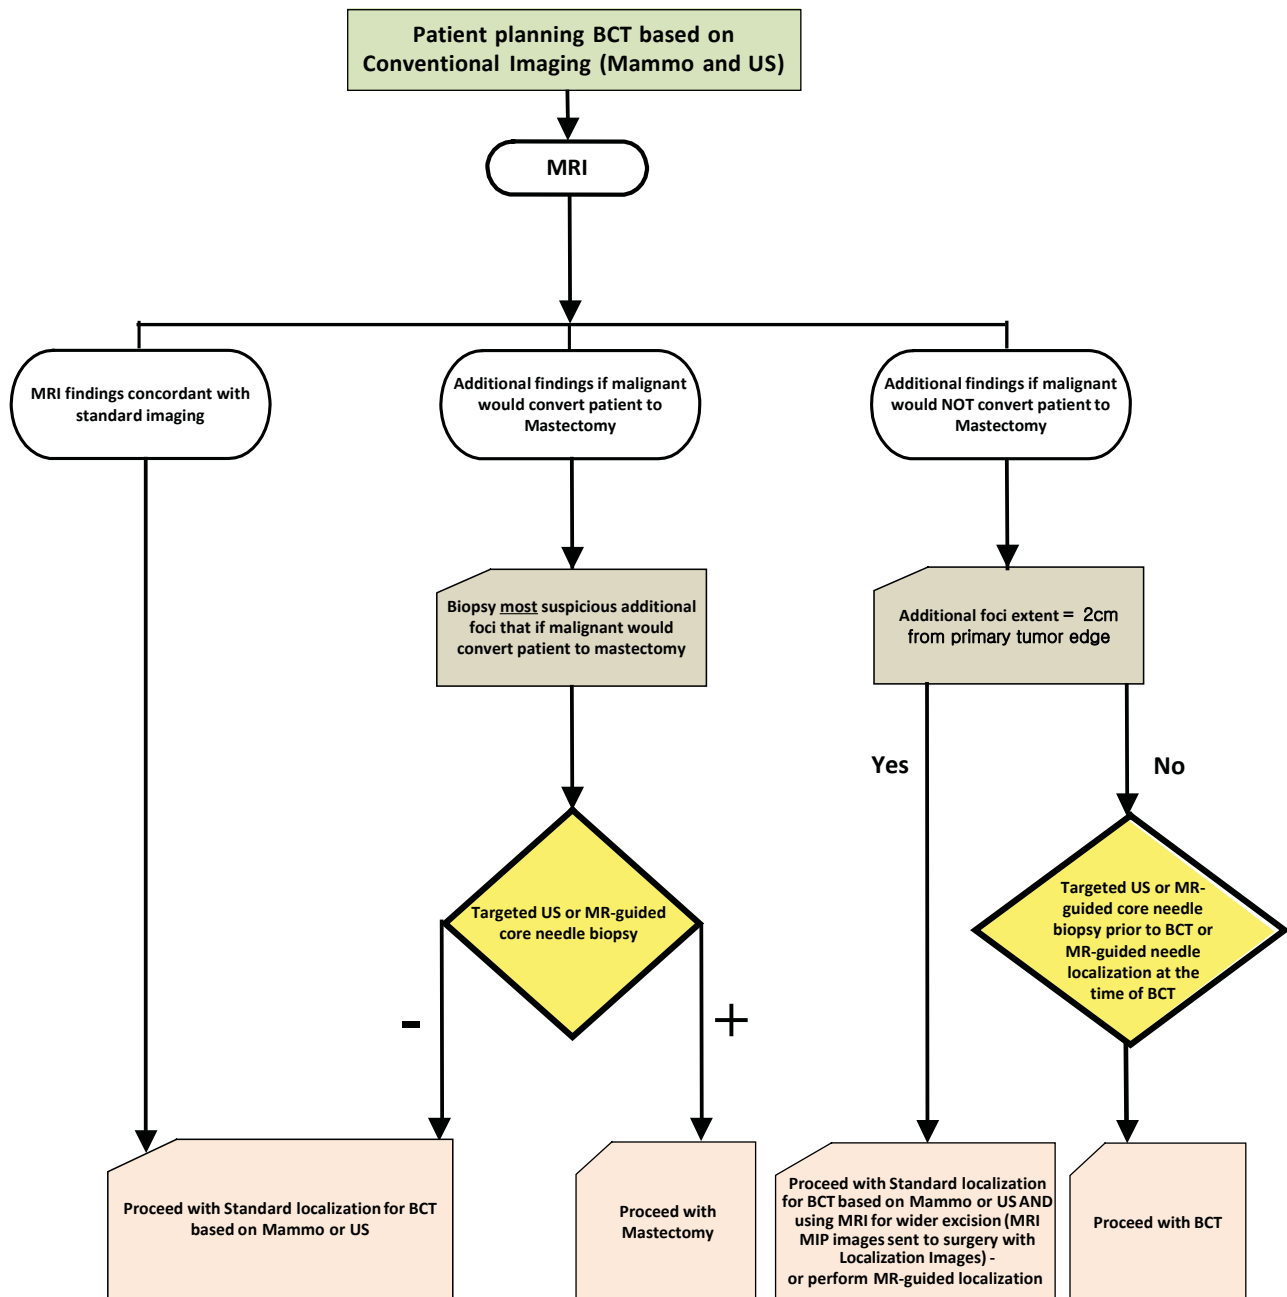 Patient planning BCT based on
Conventional Imaging (Mammo and US)
MRI
MRI findings concordant with
standard imaging
Additional findings if malignant
would convert patient to
Mastectomy
Additional findings if malignant
would NOT convert patient to
Mastectomy
Biopsy most suspicious additional
foci that if malignant would
convert patient to mastectomy
Additional foci extent = 2cm
from primary tumor edge
Yes
No
Targeted US or MR-guided
core needle biopsy
Targeted US or MR-
guided core needle
biopsy prior to BCT or
MR-guided needle
localization at the
time of BCT
-
+
Proceed with Standard localization for BCT
based on Mammo or US
Proceed with
Mastectomy
Proceed with Standard localization
for BCT based on Mammo or US AND
using MRI for wider excision (MRI
MIP images sent to surgery with
Localization Images) -
or perform MR-guided localization
Proceed with BCT